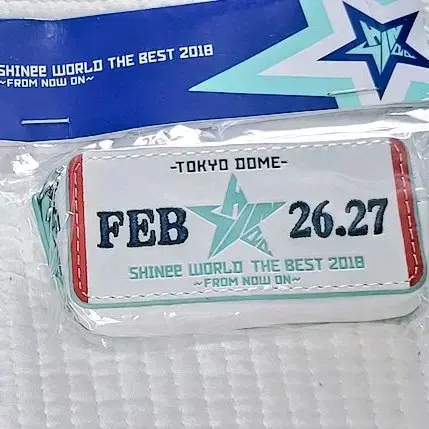 SHINee WORLD THE BEST 2018
~FROM NOW ON~
-TOKYO DOME-
FEB 26.27
SHINee WORLD THE BEST 2018
~FROM NOW ON~